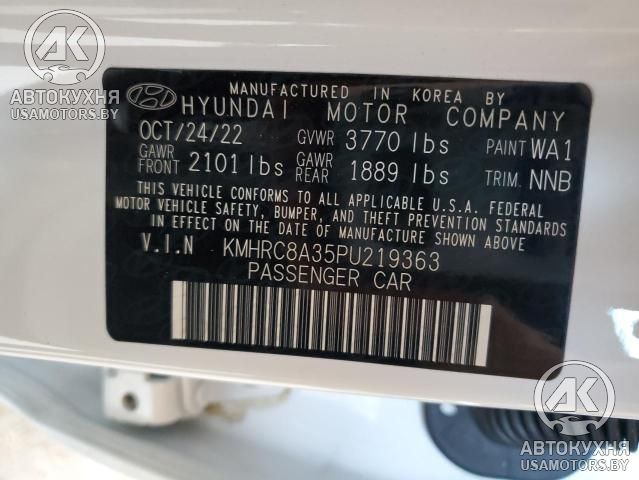 AK
АВТОКУХНЯ
USAMOTORS.BY
MANUFACTURED IN KOREA BY
HYUNDAI MOTOR COMPANY
OCT/24/22 GVWR 3770 lbs PAINT WA1
GAWR FRONT 2101 lbs GAWR REAR 1889 lbs TRIM. NNB
THIS VEHICLE CONFORMS TO ALL APPLICABLE U.S.A. FEDERAL
MOTOR VEHICLE SAFETY, BUMPER, AND THEFT PREVENTION STANDARDS
IN EFFECT ON THE DATE OF MANUFACTURE SHOWN ABOVE.
V.I.N KMHRC8A35PU219363
PASSENGER CAR
AK
АВТОКУХНЯ
USAMOTORS.BY